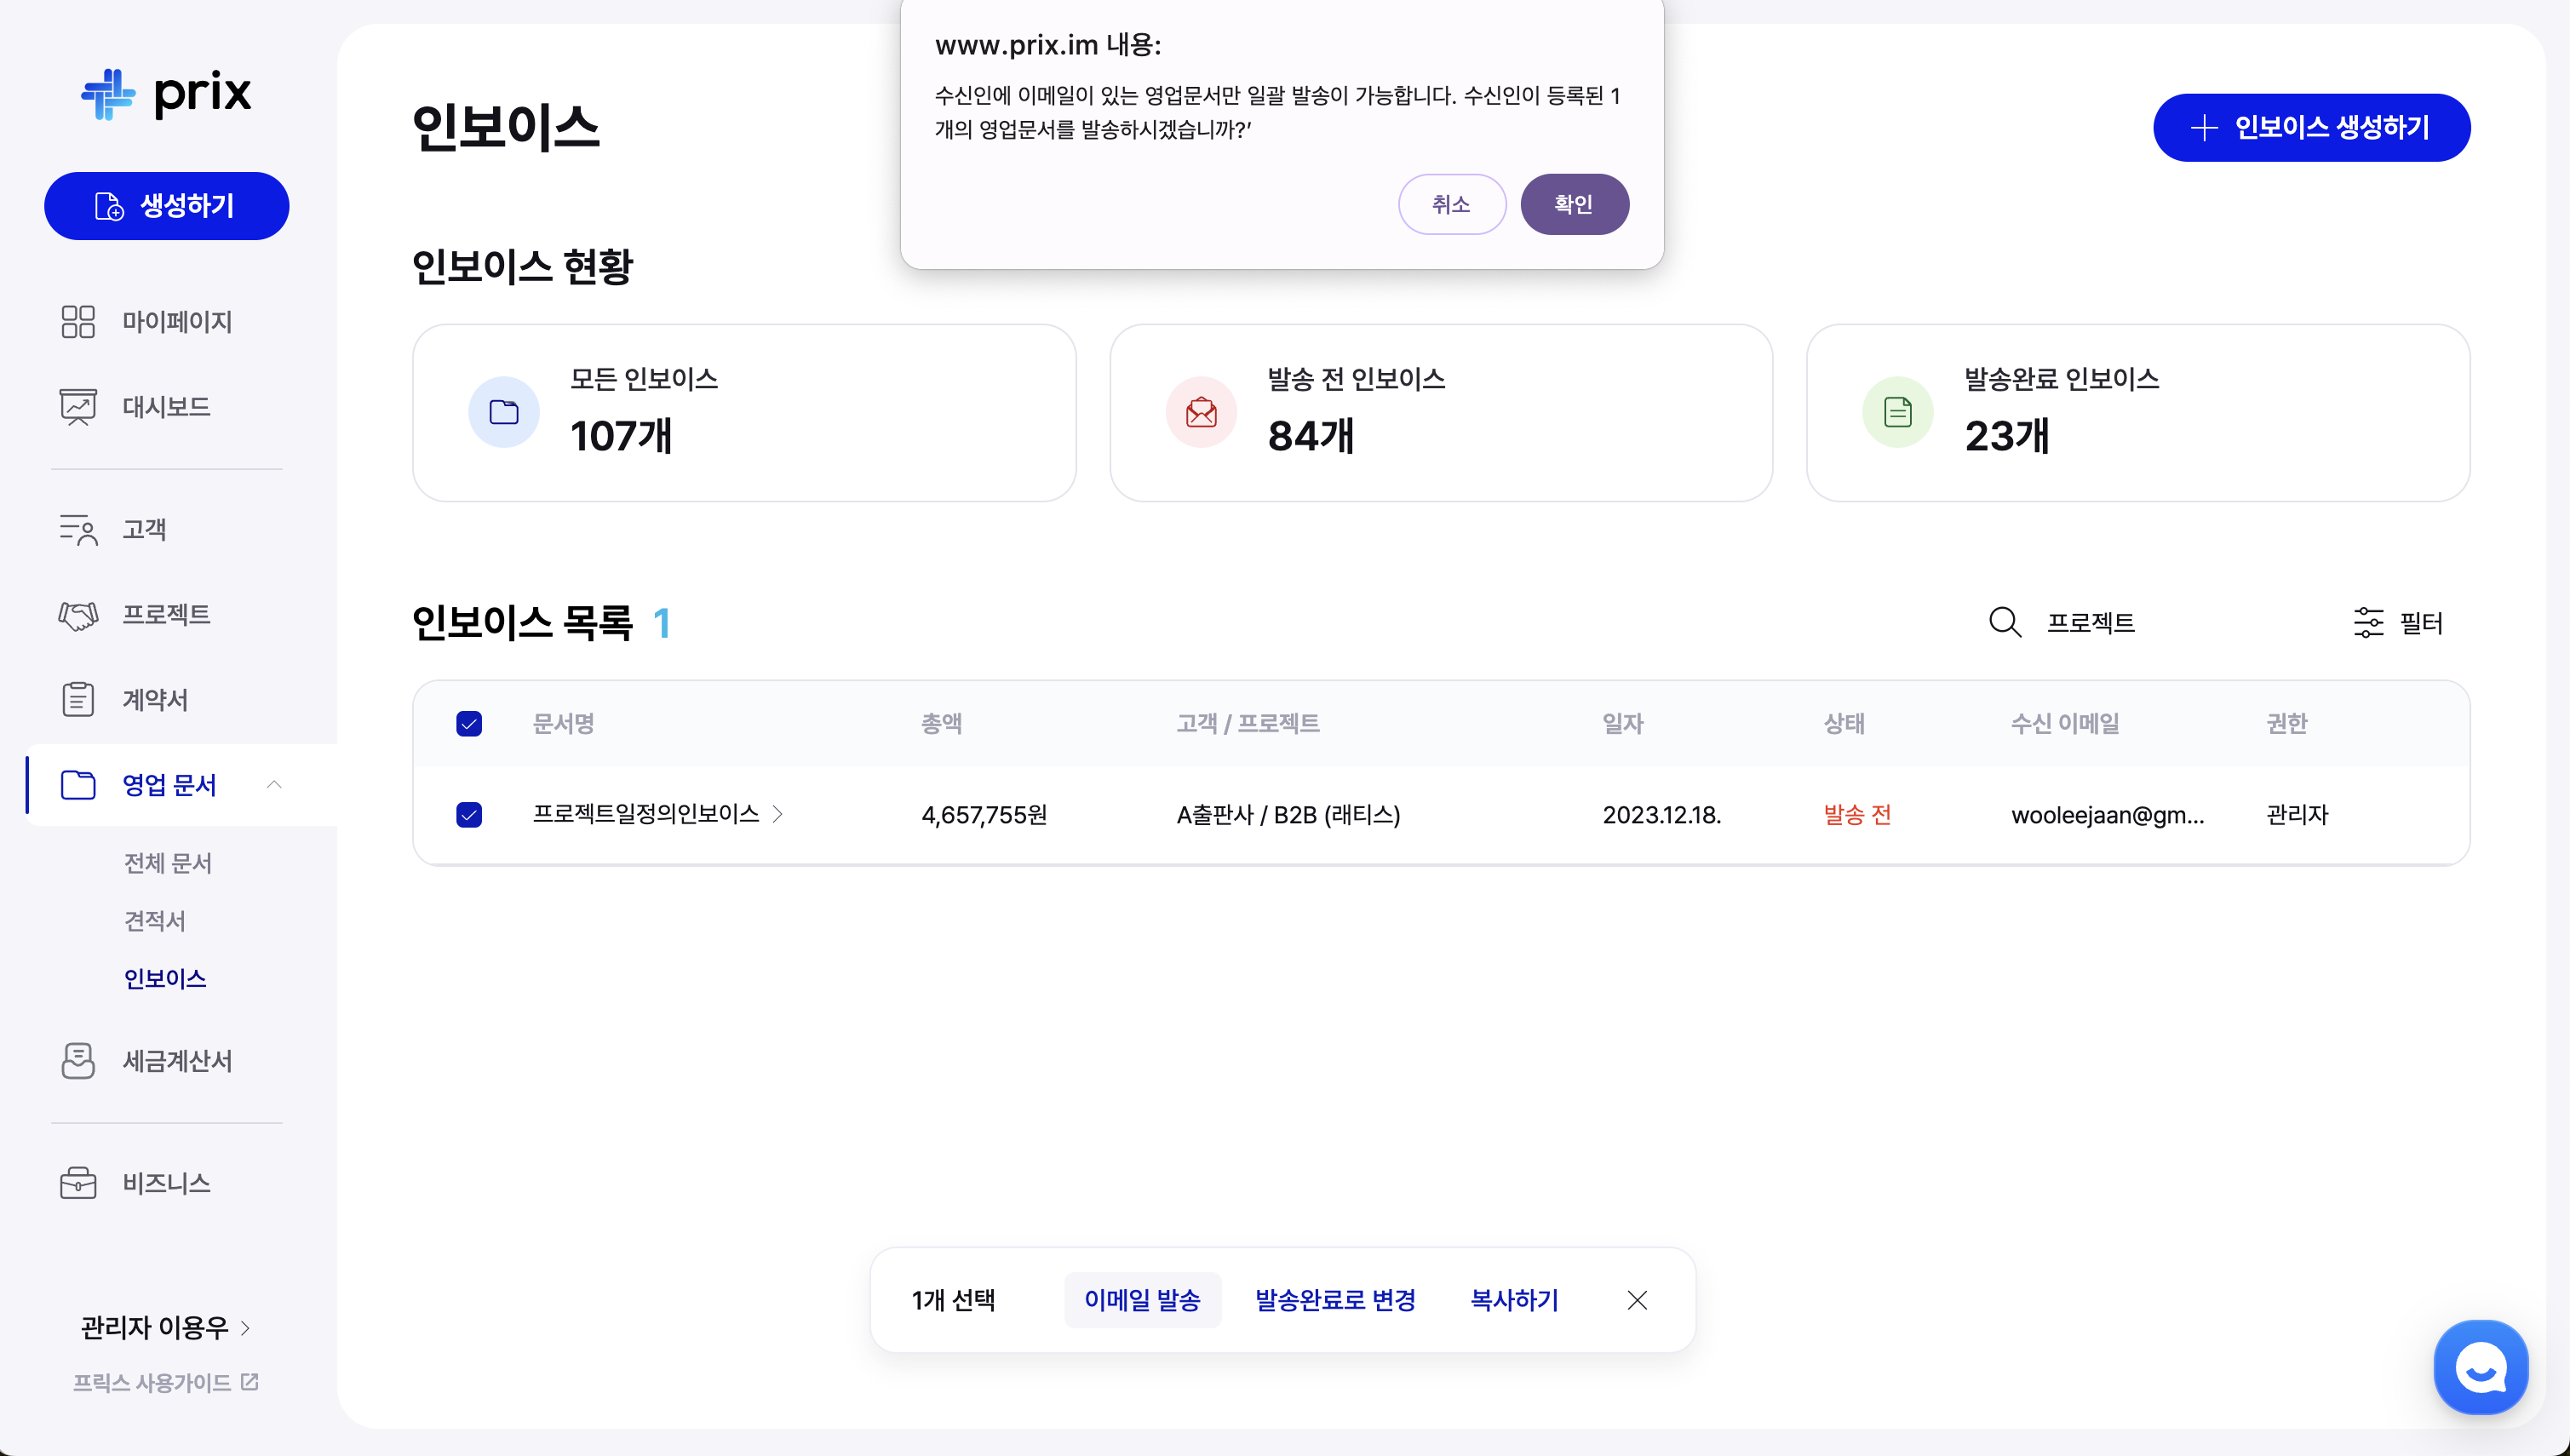 prix
생성하기
마이페이지
대시보드
고객
프로젝트
계약서
영업 문서
전체 문서
견적서
인보이스
세금계산서
비즈니스
관리자 이용우
프릭스 사용가이드
www.prix.im 내용:
수신인에 이메일이 있는 영업문서만 일괄 발송이 가능합니다. 수신인이 등록된 1
개의 영업문서를 발송하시겠습니까?'
취소 확인
인보이스
인보이스 생성하기
인보이스 현황
모든 인보이스
107개
발송 전 인보이스
84개
발송완료 인보이스
23개
인보이스 목록 1
프로젝트 필터
문서명 총액 고객 / 프로젝트 일자 상태 수신 이메일 권한
프로젝트일정의인보이스 4,657,755원 A출판사 / B2B (래티스) 2023.12.18. 발송 전 wooleejaan@gm... 관리자
1개 선택 이메일 발송 발송완료로 변경 복사하기